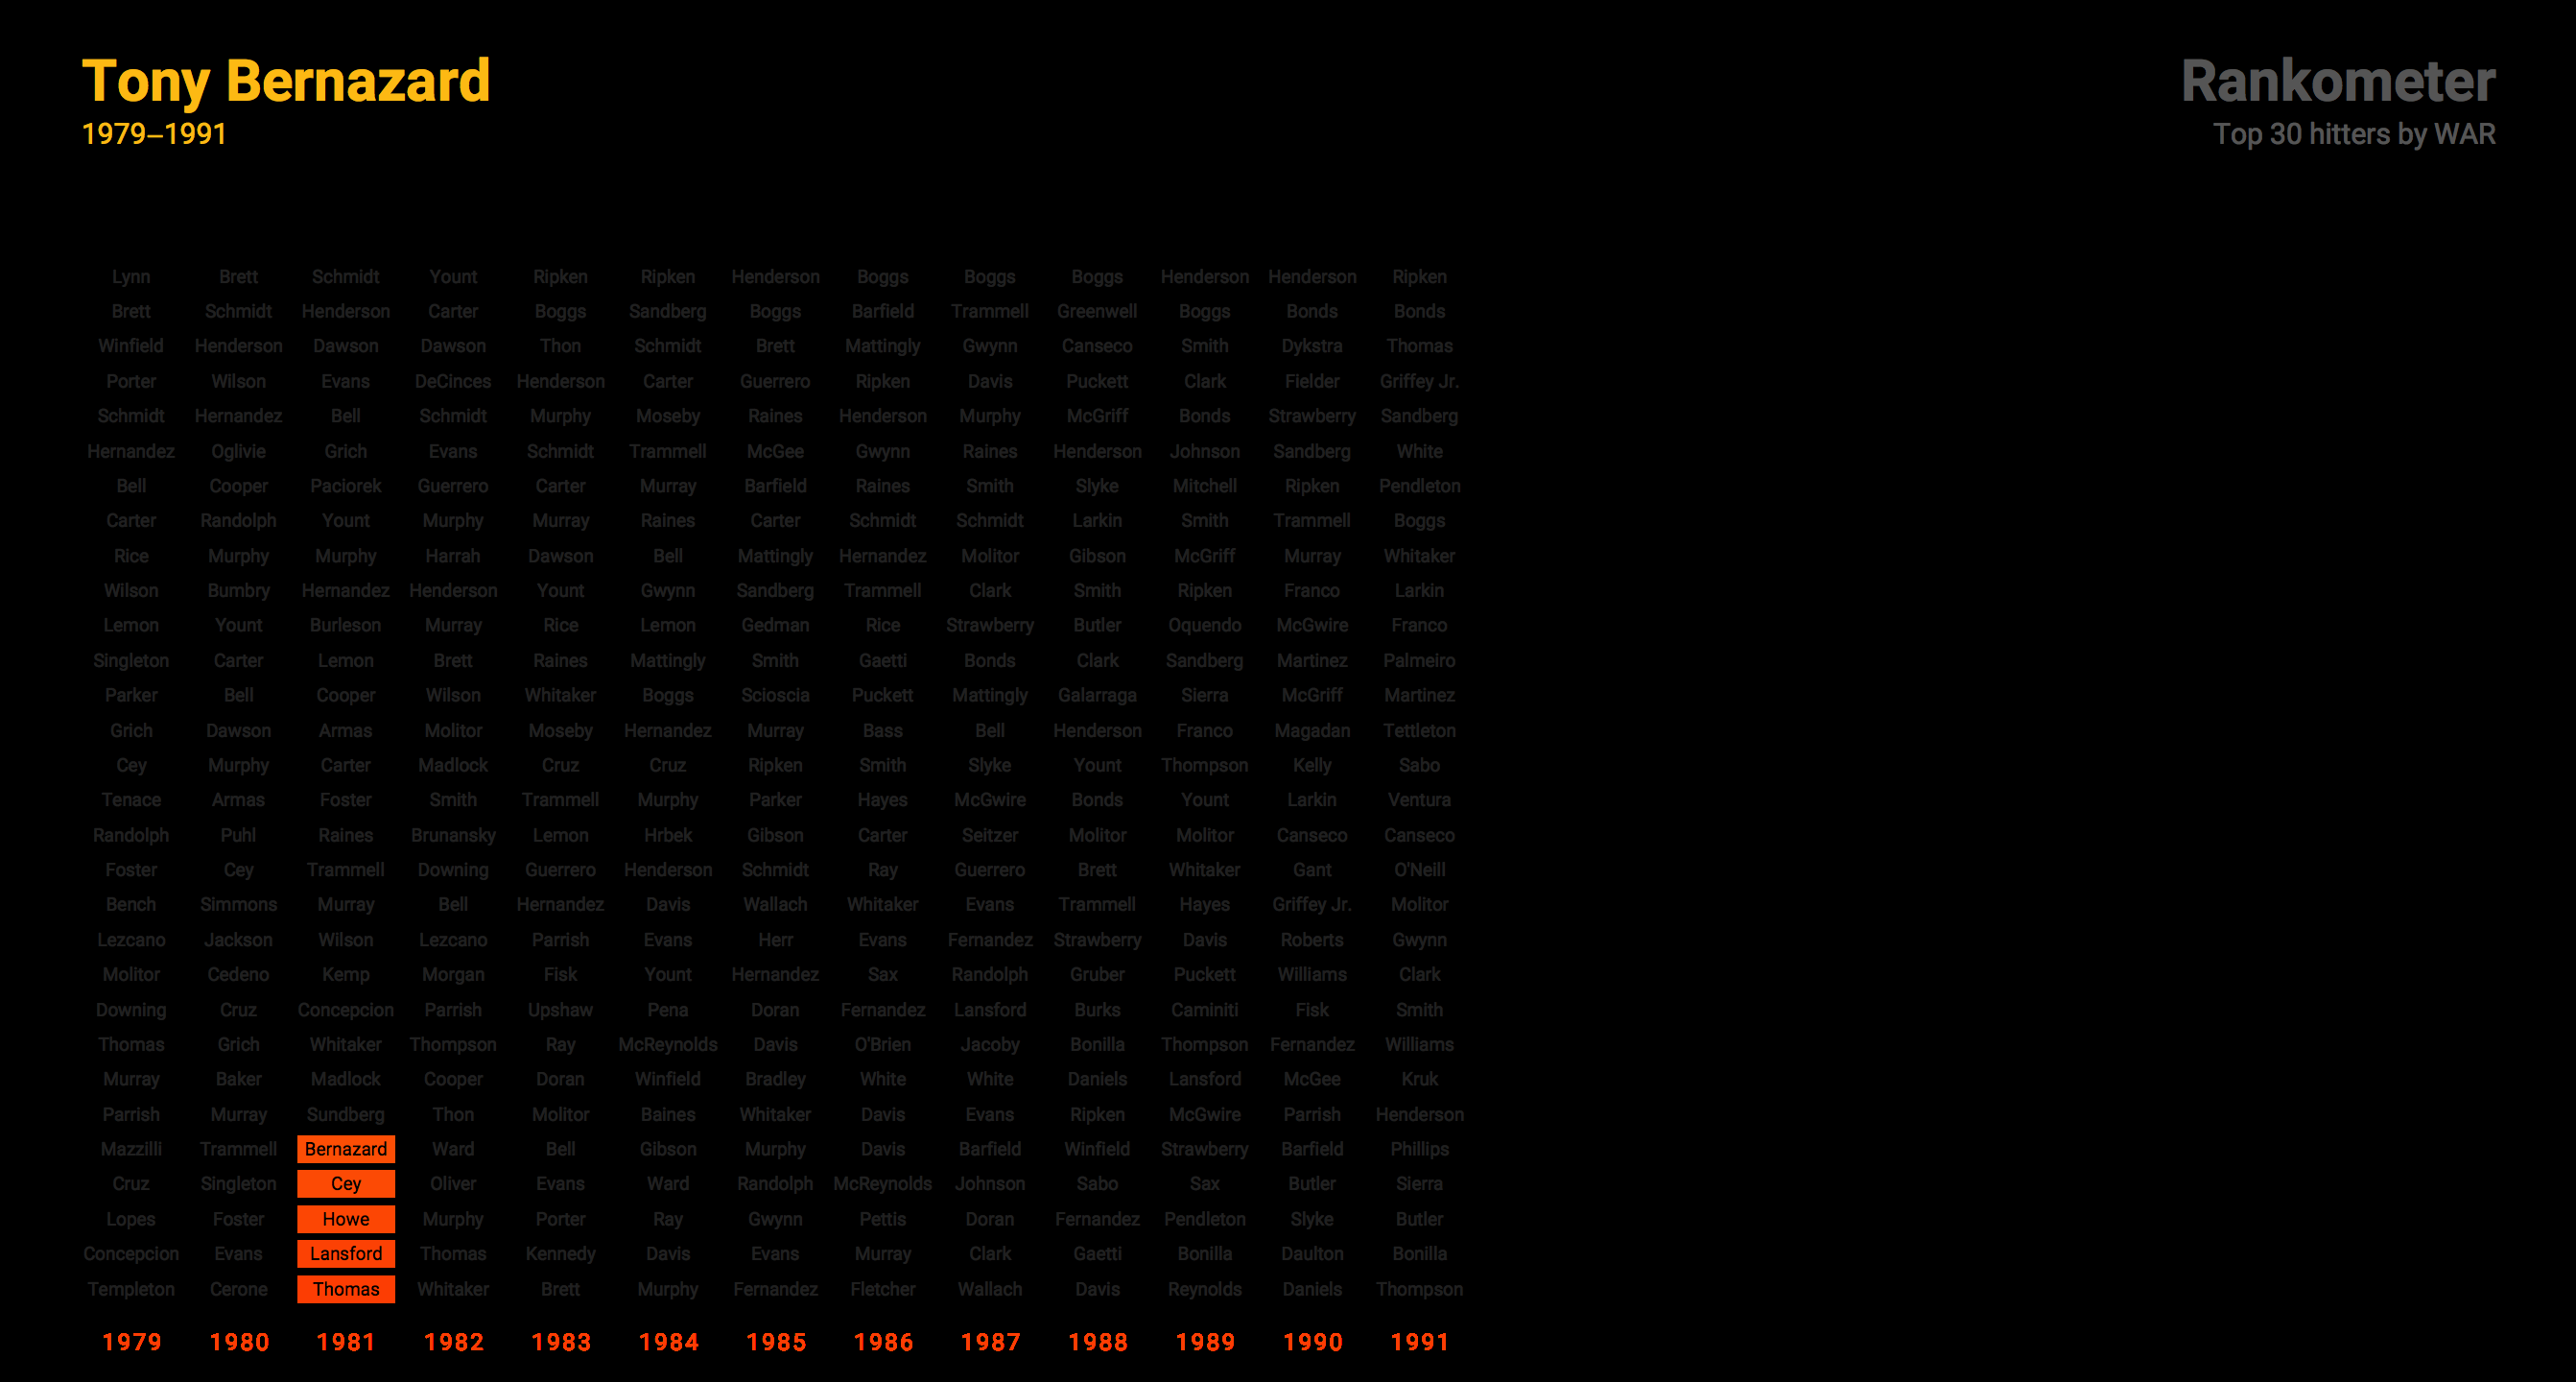 Tony Bernazard
1979–1991
Rankometer
Top 30 hitters by WAR
Lynn Brett Schmidt Yount Ripken Ripken Henderson Boggs Boggs Boggs Henderson Henderson Ripken
Brett Schmidt Henderson Carter Boggs Sandberg Boggs Barfield Trammell Greenwell Boggs Bonds Bonds
Winfield Henderson Dawson Dawson Thon Schmidt Brett Mattingly Gwynn Canseco Smith Dykstra Thomas
Porter Wilson Evans DeCinces Henderson Carter Guerrero Ripken Davis Puckett Clark Fielder Griffey Jr.
Schmidt Hernandez Bell Schmidt Murphy Moseby Raines Henderson Murphy McGriff Bonds Strawberry Sandberg
Hernandez Oglivie Grich Evans Schmidt Trammell McGee Gwynn Raines Henderson Johnson Sandberg White
Bell Cooper Paciorek Guerrero Carter Murray Barfield Raines Smith Slyke Mitchell Ripken Pendleton
Carter Randolph Yount Murphy Murray Raines Carter Schmidt Schmidt Larkin Smith Trammell Boggs
Rice Murphy Murphy Harrah Dawson Bell Mattingly Hernandez Molitor Gibson McGriff Murray Whitaker
Wilson Bumbry Hernandez Henderson Yount Gwynn Sandberg Trammell Clark Smith Ripken Franco Larkin
Lemon Yount Burleson Murray Rice Lemon Gedman Rice Strawberry Butler Oquendo McGwire Franco
Singleton Carter Lemon Brett Raines Mattingly Smith Gaetti Bonds Clark Sandberg Martinez Palmeiro
Parker Bell Cooper Wilson Whitaker Boggs Scioscia Puckett Mattingly Galarraga Sierra McGriff Martinez
Grich Dawson Armas Molitor Moseby Hernandez Murray Bass Bell Henderson Franco Magadan Tettleton
Cey Murphy Carter Madlock Cruz Cruz Ripken Smith Slyke Yount Thompson Kelly Sabo
Tenace Armas Foster Smith Trammell Murphy Parker Hayes McGwire Bonds Yount Larkin Ventura
Randolph Puhl Raines Brunansky Lemon Hrbek Gibson Carter Seitzer Molitor Molitor Canseco Canseco
Foster Cey Trammell Downing Guerrero Henderson Schmidt Ray Guerrero Brett Whitaker Gant O'Neill
Bench Simmons Murray Bell Hernandez Davis Wallach Whitaker Evans Trammell Hayes Griffey Jr. Molitor
Lezcano Jackson Wilson Lezcano Parrish Evans Herr Evans Fernandez Strawberry Davis Roberts Gwynn
Molitor Cedeno Kemp Morgan Fisk Yount Hernandez Sax Randolph Gruber Puckett Williams Clark
Downing Cruz Concepcion Parrish Upshaw Pena Doran Fernandez Lansford Burks Caminiti Fisk Smith
Thomas Grich Whitaker Thompson Ray McReynolds Davis O'Brien Jacoby Bonilla Thompson Fernandez Williams
Murray Baker Madlock Cooper Doran Winfield Bradley White White Daniels Lansford McGee Kruk
Parrish Murray Sundberg Thon Molitor Baines Whitaker Davis Evans Ripken McGwire Parrish Henderson
Mazzilli Trammell Bernazard Ward Bell Gibson Murphy Davis Barfield Winfield Strawberry Barfield Phillips
Cruz Singleton Cey Oliver Evans Ward Randolph McReynolds Johnson Sabo Sax Butler Sierra
Lopes Foster Howe Murphy Porter Ray Gwynn Pettis Doran Fernandez Pendleton Slyke Butler
Concepcion Evans Lansford Thomas Kennedy Davis Evans Murray Clark Gaetti Bonilla Daulton Bonilla
Templeton Cerone Thomas Whitaker Brett Murphy Fernandez Fletcher Wallach Davis Reynolds Daniels Thompson
1979 1980 1981 1982 1983 1984 1985 1986 1987 1988 1989 1990 1991